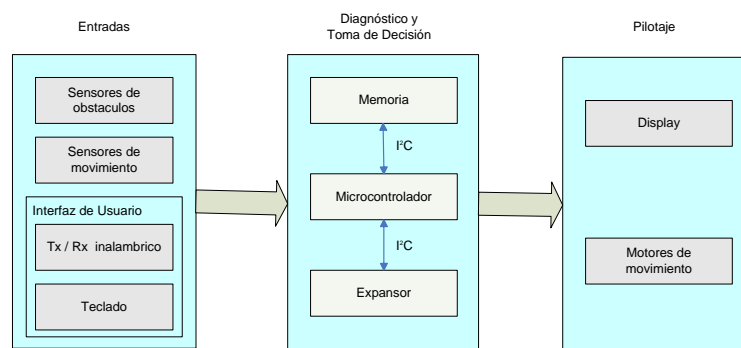 Entradas
Sensores de
obstaculos
Sensores de
movimiento
Interfaz de Usuario
Tx / Rx inalambrico
Teclado
Diagnóstico y
Toma de Decisión
Memoria
I²C
Microcontrolador
I²C
Expansor
Pilotaje
Display
Motores de
movimiento